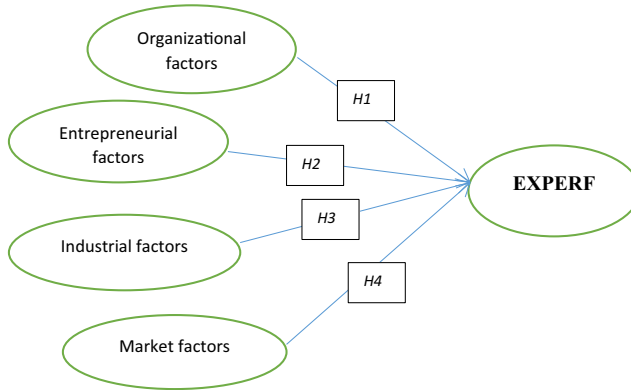 Organizational
factors
H1
Entrepreneurial
factors
H2
EXPERF
H3
Industrial factors
H4
Market factors